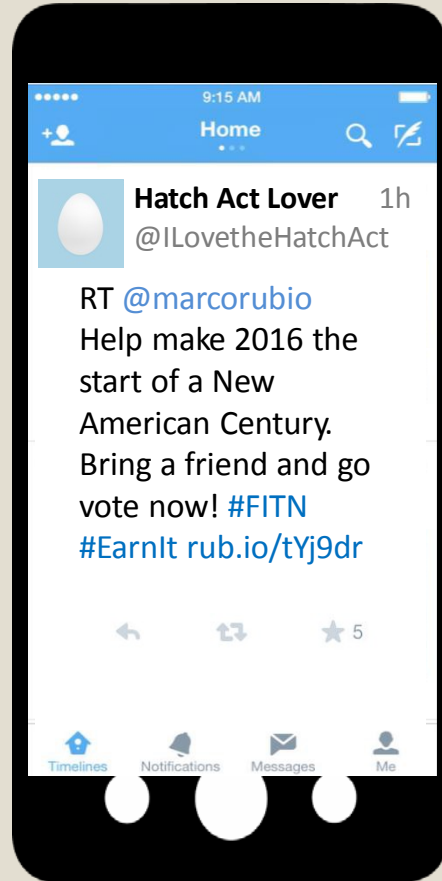 9:15 AM
Home
Hatch Act Lover 1h
@ILovetheHatchAct
RT @marcorubio
Help make 2016 the
start of a New
American Century.
Bring a friend and go
vote now! #FITN
#EarnIt rub.io/tYj9dr
5
Timelines Notifications Messages Me